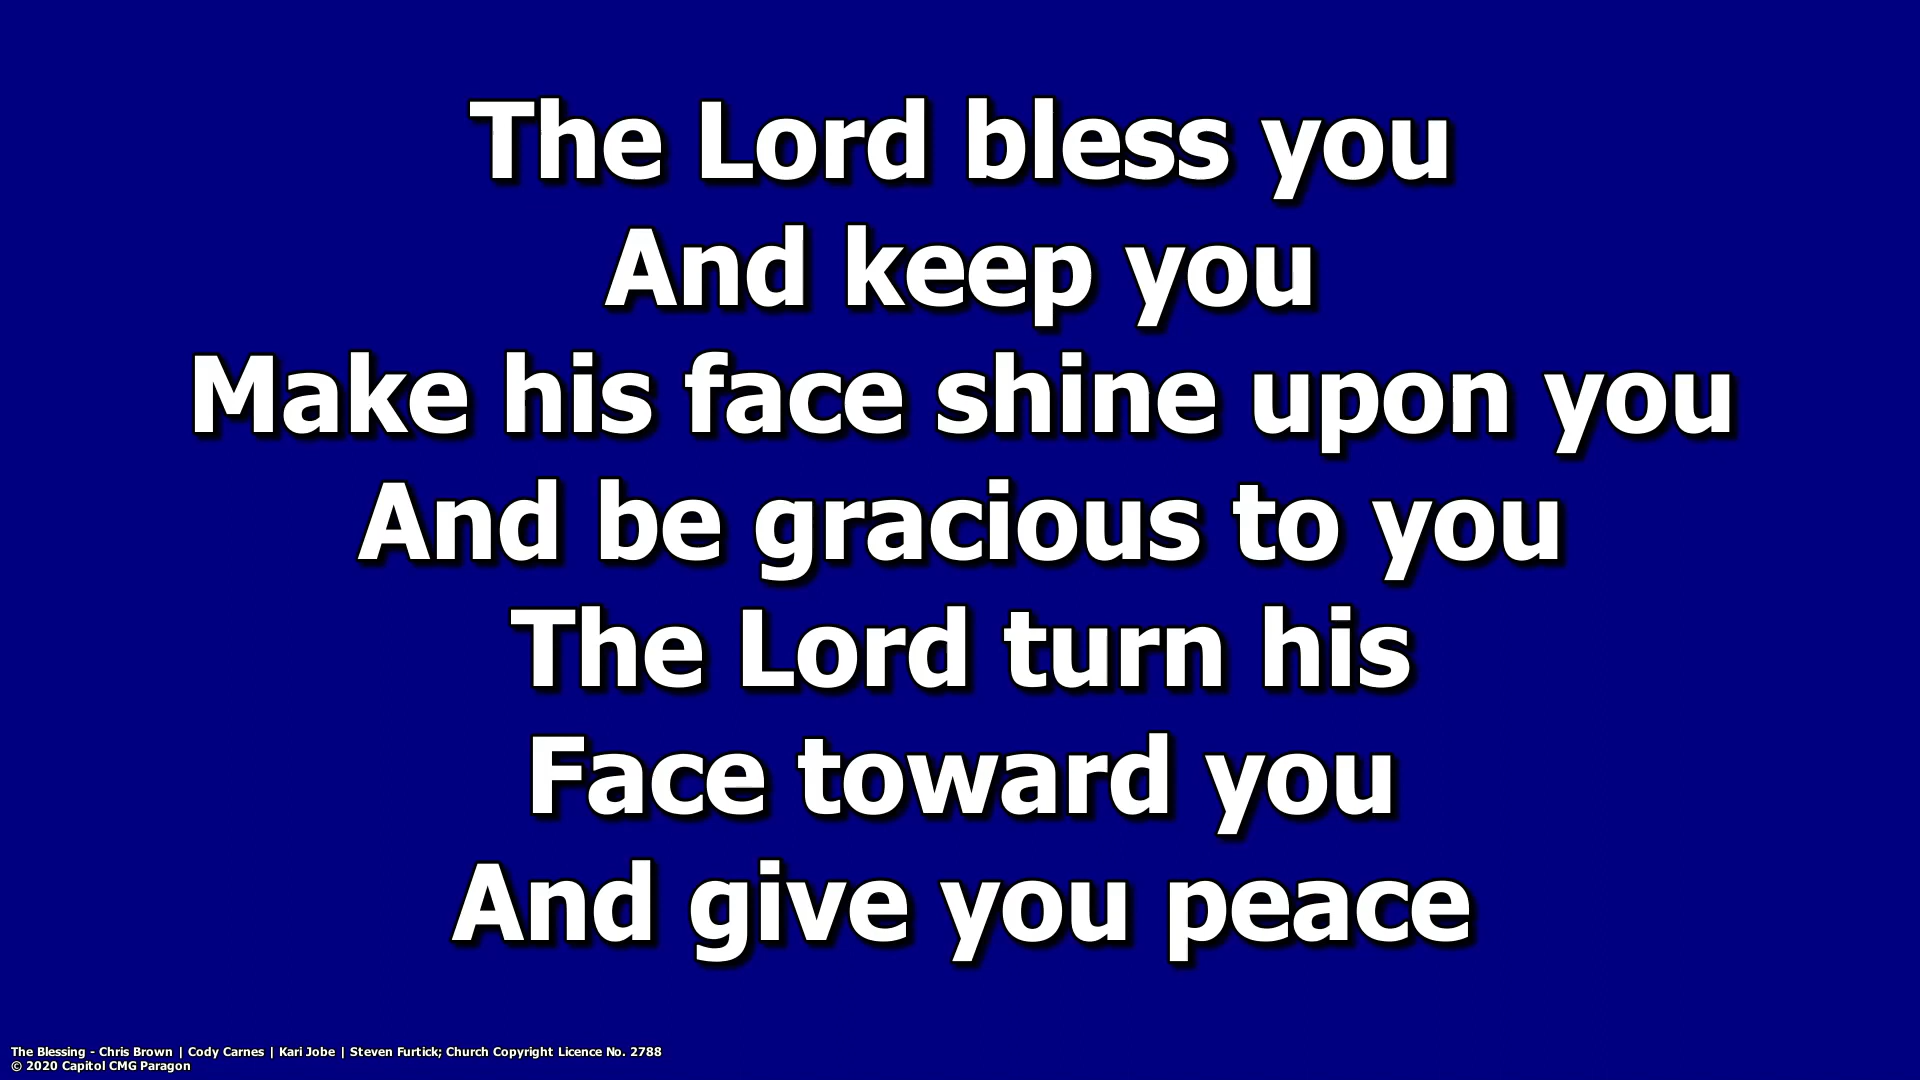 The Lord bless you
And keep you
Make his face shine upon you
And be gracious to you
The Lord turn his
Face toward you
And give you peace
The Blessing - Chris Brown | Cody Carnes | Kari Jobe | Steven Furtick; Church Copyright Licence No. 2788
© 2020 Capitol CMG Paragon